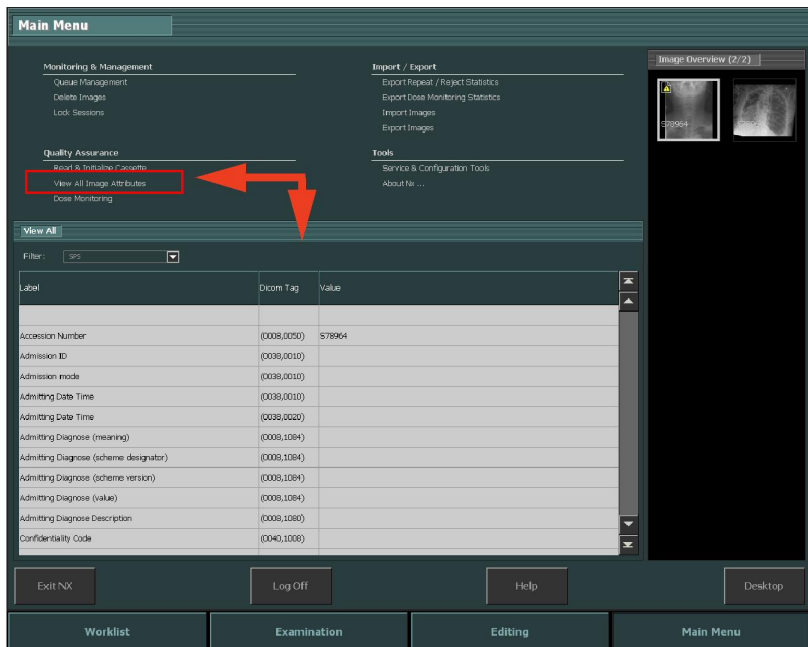 Main Menu
Monitoring & Management
Queue Management
Delete Images
Lock Sessions
Import / Export
Export Repeat / Reject Statistics
Export Dose Monitoring Statistics
Import Images
Export Images
Quality Assurance
Read & Initialize Cassette
View All Image Attributes
Dose Monitoring
Tools
Service & Configuration Tools
About Nx ...
Image Overview (2/2)
S78964
View All
Filter: SPS
Label Dicom Tag Value
Accession Number (0008,0050) S78964
Admission ID (0038,0010)
Admission mode (0038,0010)
Admitting Date Time (0038,0010)
Admitting Date Time (0038,0020)
Admitting Diagnose (meaning) (0008,1084)
Admitting Diagnose (scheme designator) (0008,1084)
Admitting Diagnose (scheme version) (0008,1084)
Admitting Diagnose (value) (0008,1084)
Admitting Diagnose Description (0008,1080)
Confidentiality Code (0040,1008)
Exit NX Log Off Help Desktop
Worklist Examination Editing Main Menu